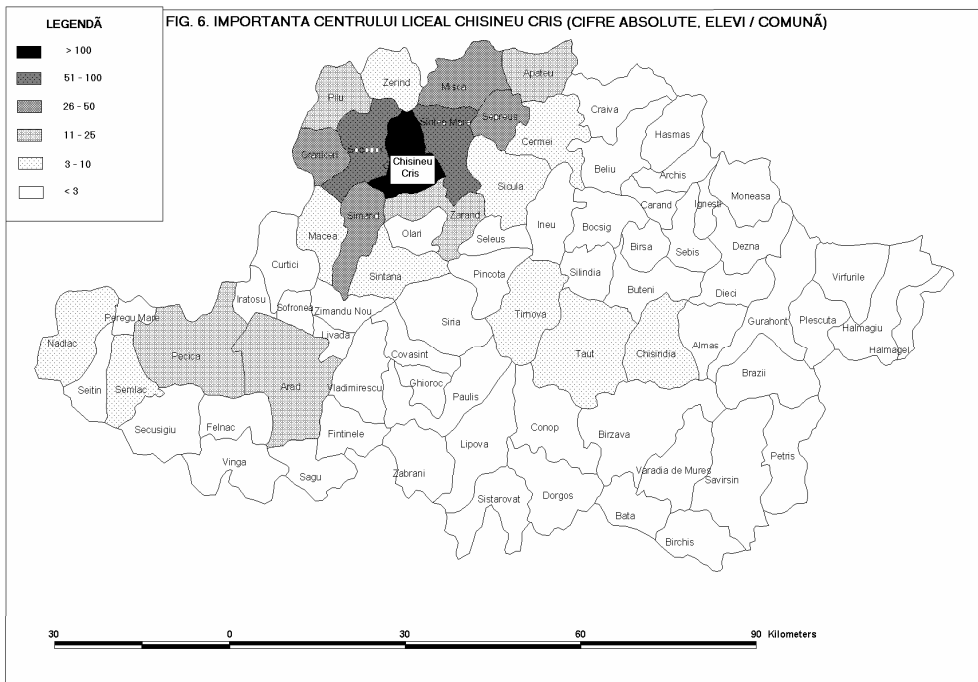 FIG. 6. IMPORTANTA CENTRULUI LICEAL CHISINEU CRIS (CIFRE ABSOLUTE, ELEVI / COMUNÃ)
LEGENDÃ
> 100
51 - 100
26 - 50
11 - 25
3 - 10
< 3
Zerind
Misca
Apateu
Pilu
Craiva
Sintea Mare
Sepreus
Hasmas
Cermei
Graniceri
Chisineu
Cris
Beliu
Archis
Sicula
Moneasa
Carand
Ignesti
Simand
Zarand
Macea
Olari
Seleus
Ineu
Bocsig
Birsa
Sebis
Dezna
Curtici
Sintana
Pincota
Silindia
Buteni
Dieci
Virfurile
Iratosu
Sofronea
Zimandu Nou
Peregu Mare
Siria
Tirnova
Gurahont
Plescuta
Halmagiu
Halmagel
Nadlac
Livada
Pecica
Covasint
Taut
Chisindia
Almas
Seitin
Semlac
Arad
Vladimirescu
Ghioroc
Paulis
Brazii
Secusigiu
Felnac
Fintinele
Lipova
Conop
Birzava
Vinga
Sagu
Zabrani
Varadia de Mures
Savirsin
Petris
Sistarovat
Dorgos
Bata
Birchis
30 0 30 60 90 Kilometers